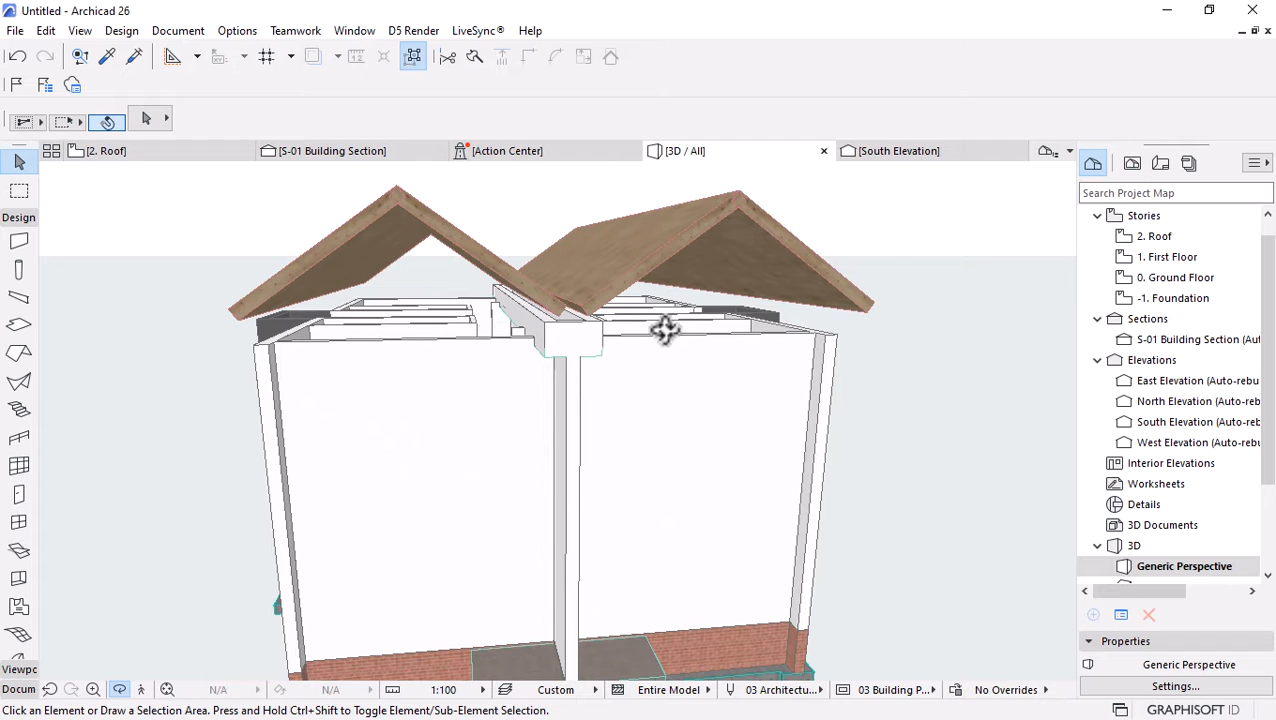 Untitled - Archicad 26
File Edit View Design Document Options Teamwork Window D5 Render LiveSync® Help
[2. Roof] [S-01 Building Section] [Action Center] [3D / All] [South Elevation]
Design
Search Project Map
Stories
2. Roof
1. First Floor
0. Ground Floor
-1. Foundation
Sections
S-01 Building Section (Aut
Elevations
East Elevation (Auto-rebu
North Elevation (Auto-reb
South Elevation (Auto-reb
West Elevation (Auto-rebu
Interior Elevations
Worksheets
Details
3D Documents
3D
Generic Perspective
Properties
Generic Perspective
Settings...
Viewpc
Docum
N/A N/A 1:100 Custom Entire Model 03 Architectu... 03 Building P... No Overrides
Click an Element or Draw a Selection Area. Press and Hold Ctrl+Shift to Toggle Element/Sub-Element Selection.
GRAPHISOFT ID